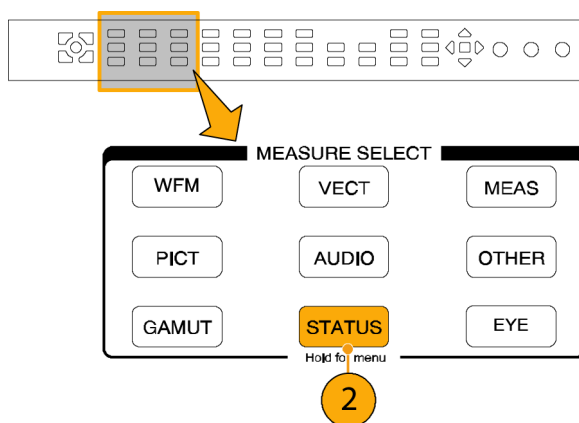 MEASURE SELECT
WFM VECT MEAS
PICT AUDIO OTHER
GAMUT STATUS EYE
Hold for menu
2